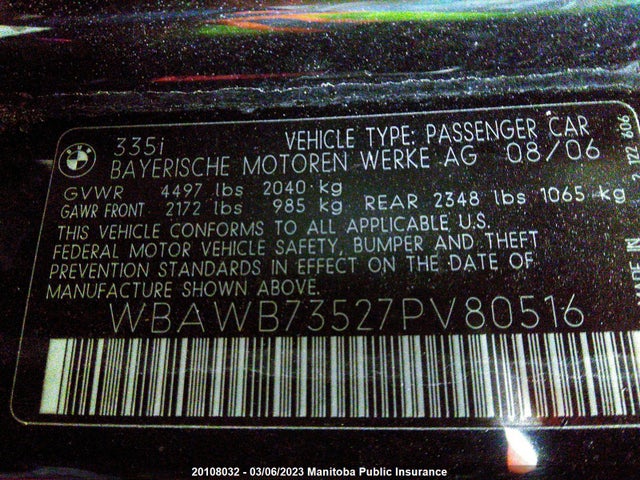 335i VEHICLE TYPE: PASSENGER CAR
BAYERISCHE MOTOREN WERKE AG 08/06
GVWR 4497 lbs 2040 kg
GAWR FRONT 2172 lbs 985 kg REAR 2348 lbs 1065 kg
THIS VEHICLE CONFORMS TO ALL APPLICABLE U.S.
FEDERAL MOTOR VEHICLE SAFETY, BUMPER AND THEFT
PREVENTION STANDARDS IN EFFECT ON THE DATE OF
MANUFACTURE SHOWN ABOVE.
WBAWB73527PV80516
MADE IN
20108032 - 03/06/2023 Manitoba Public Insurance